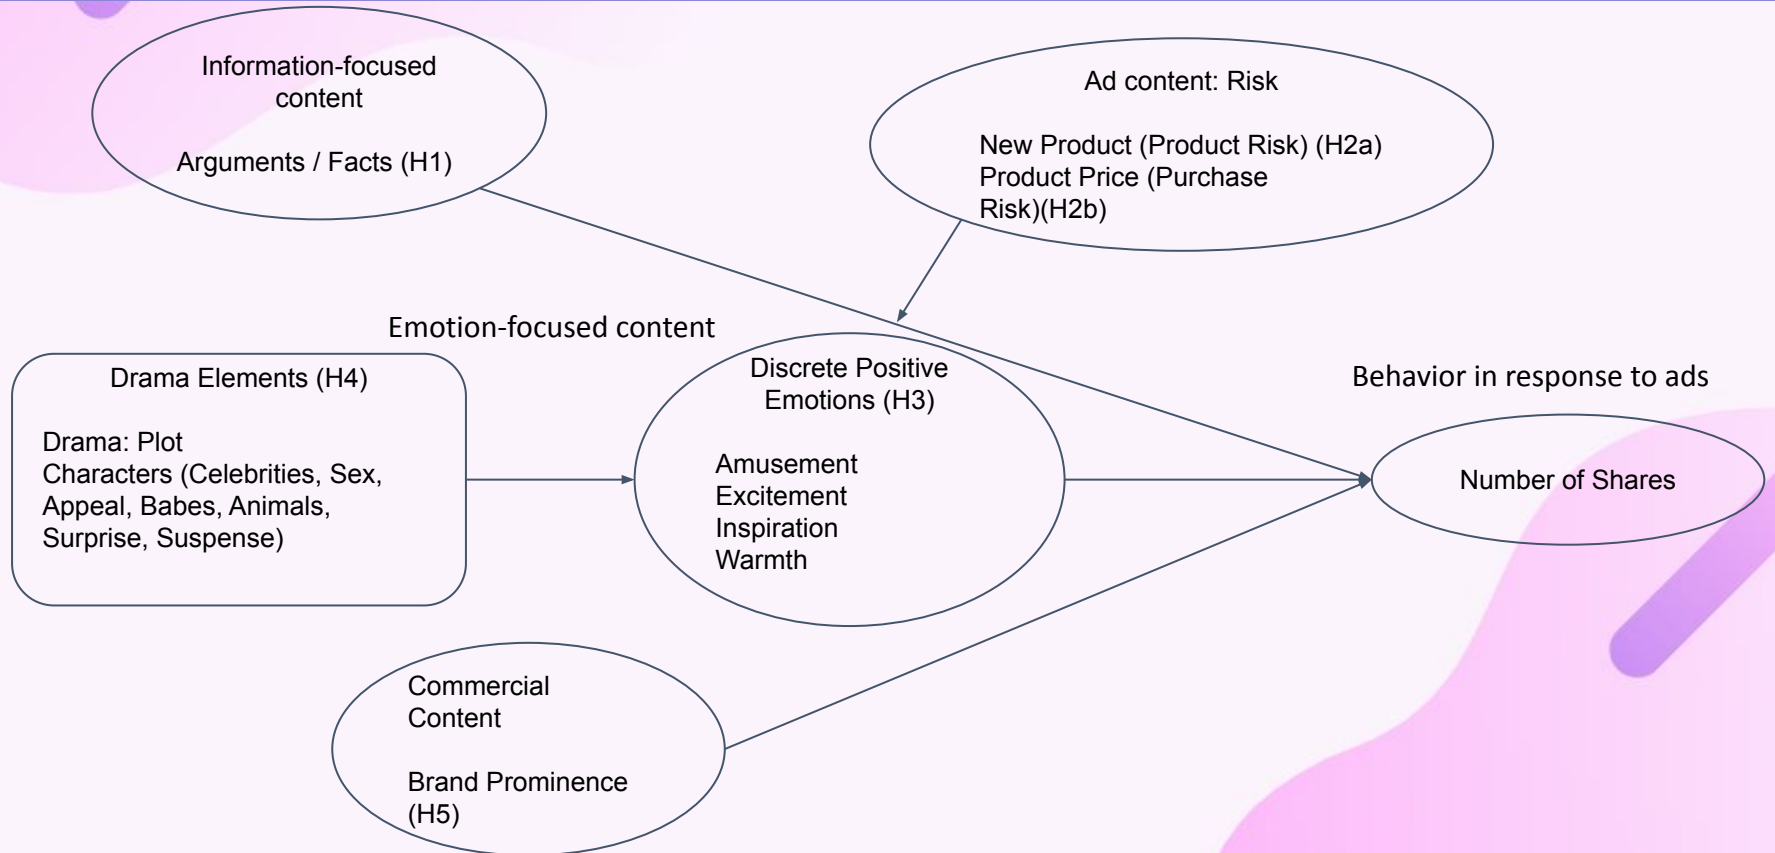 Information-focused
content
Arguments / Facts (H1)
Ad content: Risk
New Product (Product Risk) (H2a)
Product Price (Purchase
Risk)(H2b)
Emotion-focused content
Drama Elements (H4)
Drama: Plot
Characters (Celebrities, Sex,
Appeal, Babes, Animals,
Surprise, Suspense)
Discrete Positive
Emotions (H3)
Amusement
Excitement
Inspiration
Warmth
Behavior in response to ads
Number of Shares
Commercial
Content
Brand Prominence
(H5)